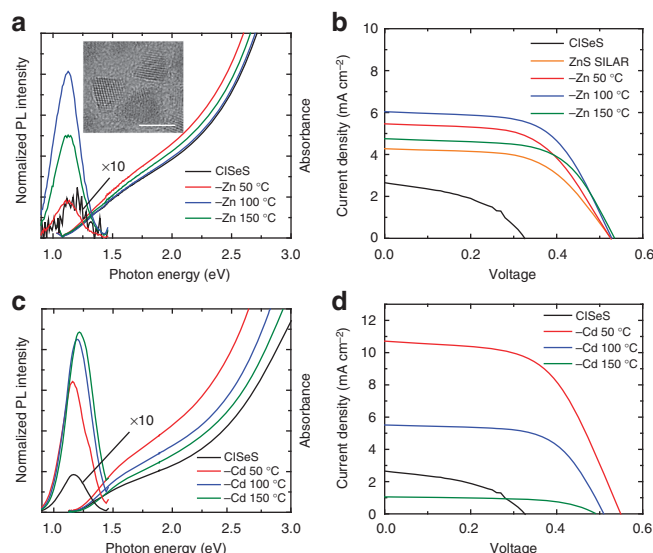 a
Normalized PL intensity
Absorbance
×10
CISeS
–Zn 50 °C
–Zn 100 °C
–Zn 150 °C
1.0 1.5 2.0 2.5 3.0
Photon energy (eV)
b
Current density (mA cm–2)
10
8
6
4
2
0
CISeS
ZnS SILAR
–Zn 50 °C
–Zn 100 °C
–Zn 150 °C
0.0 0.2 0.4 0.6
Voltage
c
Normalized PL intensity
Absorbance
×10
CISeS
–Cd 50 °C
–Cd 100 °C
–Cd 150 °C
1.0 1.5 2.0 2.5 3.0
Photon energy (eV)
d
Current density (mA cm–2)
12
10
8
6
4
2
0
CISeS
–Cd 50 °C
–Cd 100 °C
–Cd 150 °C
0.0 0.2 0.4 0.6
Voltage